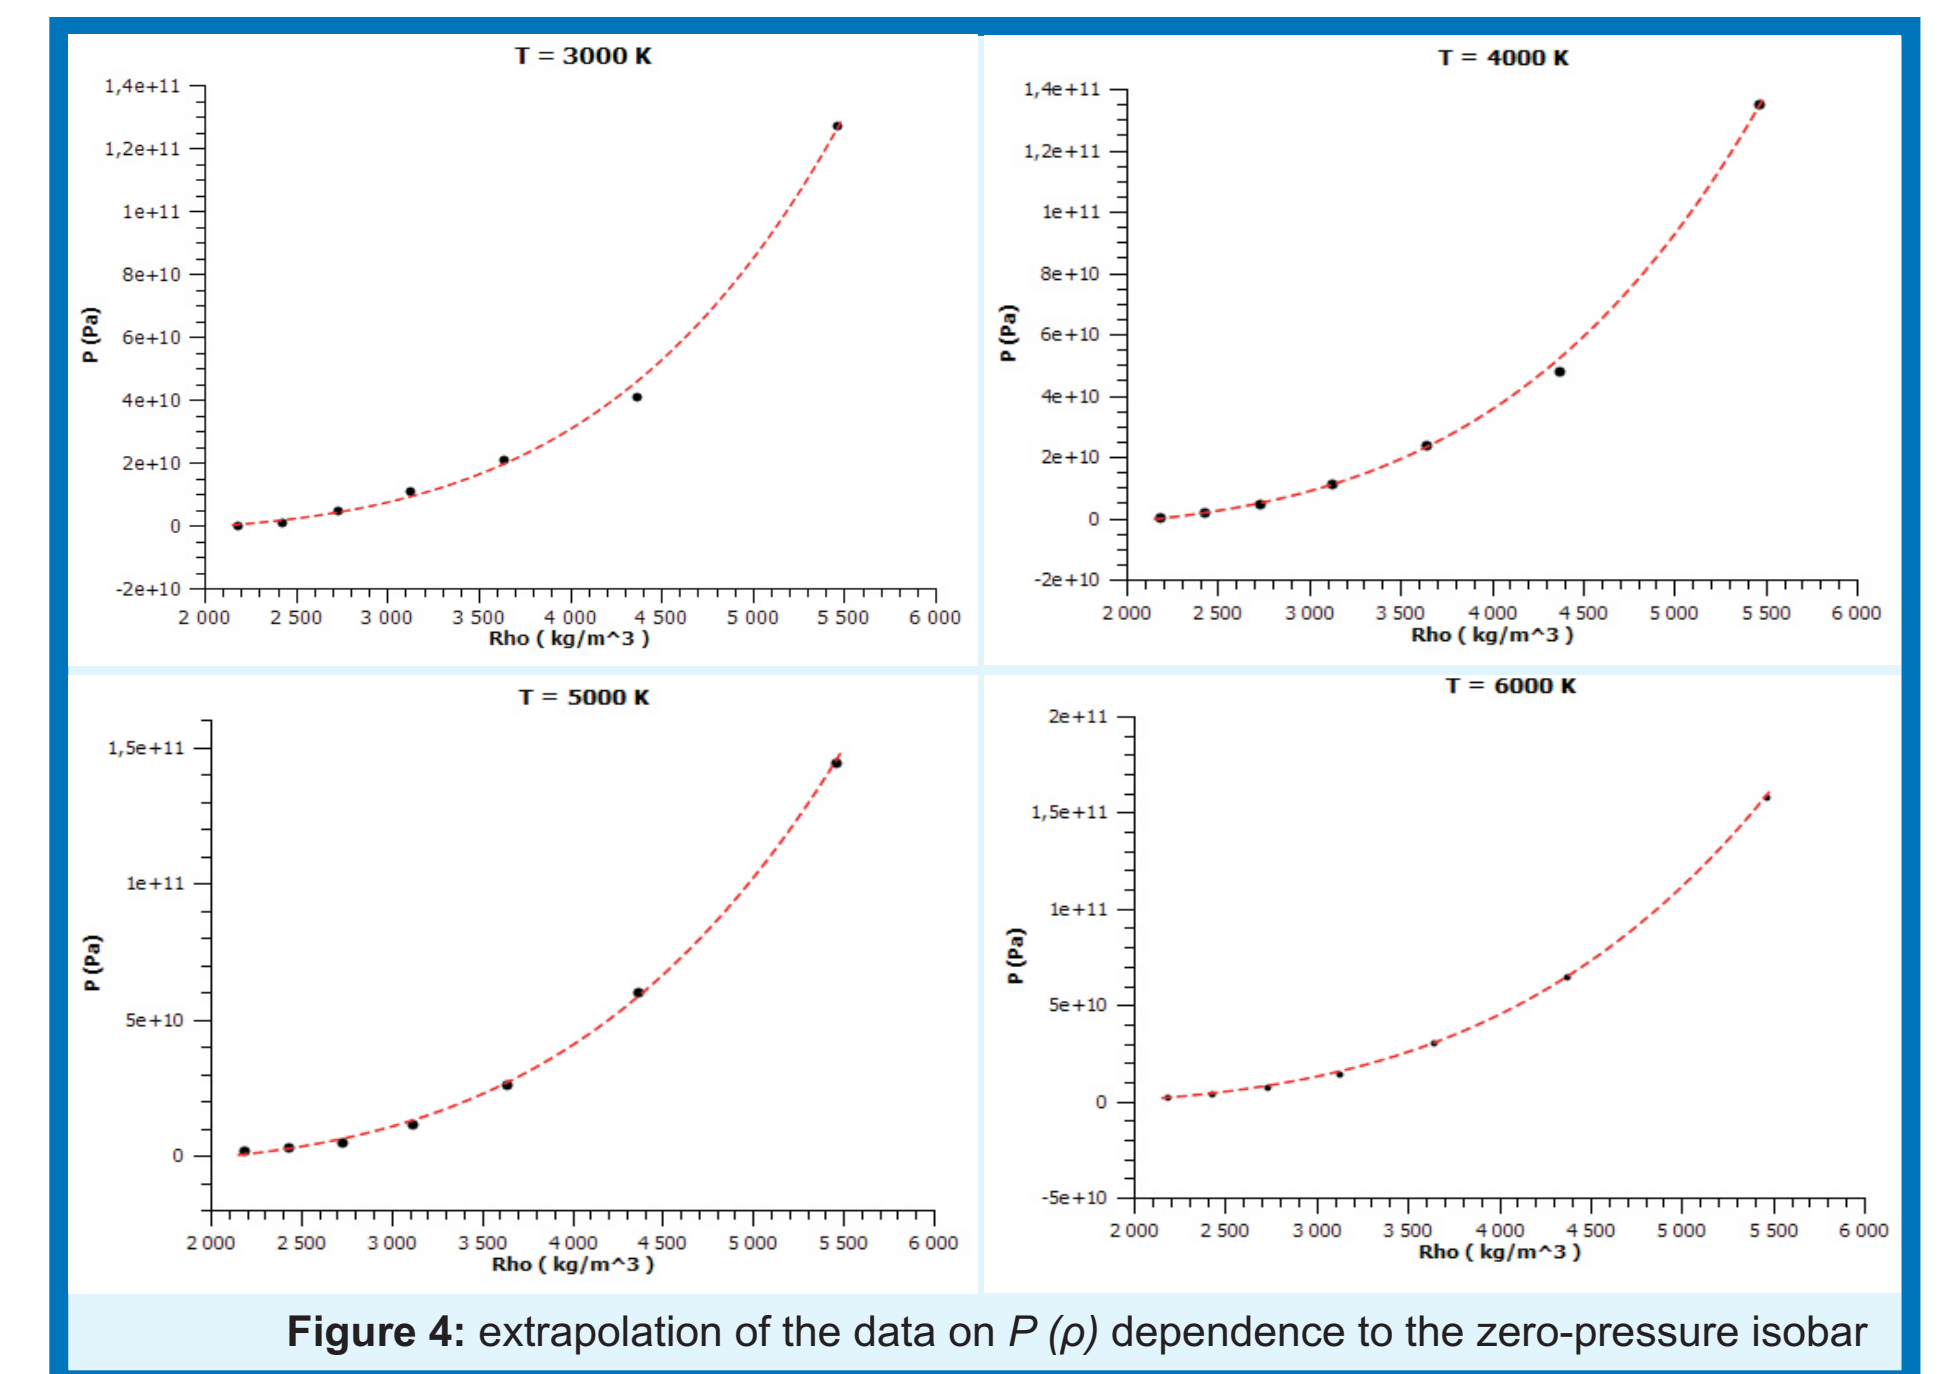 T = 3000 K
1,4e+11
1,2e+11
1e+11
8e+10
6e+10
4e+10
2e+10
0
-2e+10
P (Pa)
2 000 2 500 3 000 3 500 4 000 4 500 5 000 5 500 6 000
Rho ( kg/m^3 )
T = 4000 K
1,4e+11
1,2e+11
1e+11
8e+10
6e+10
4e+10
2e+10
0
-2e+10
P (Pa)
2 000 2 500 3 000 3 500 4 000 4 500 5 000 5 500 6 000
Rho ( kg/m^3 )
T = 5000 K
1,5e+11
1e+11
5e+10
0
P (Pa)
2 000 2 500 3 000 3 500 4 000 4 500 5 000 5 500 6 000
Rho ( kg/m^3 )
T = 6000 K
2e+11
1,5e+11
1e+11
5e+10
0
-5e+10
P (Pa)
2 000 2 500 3 000 3 500 4 000 4 500 5 000 5 500 6 000
Rho ( kg/m^3 )
Figure 4: extrapolation of the data on P (ρ) dependence to the zero-pressure isobar